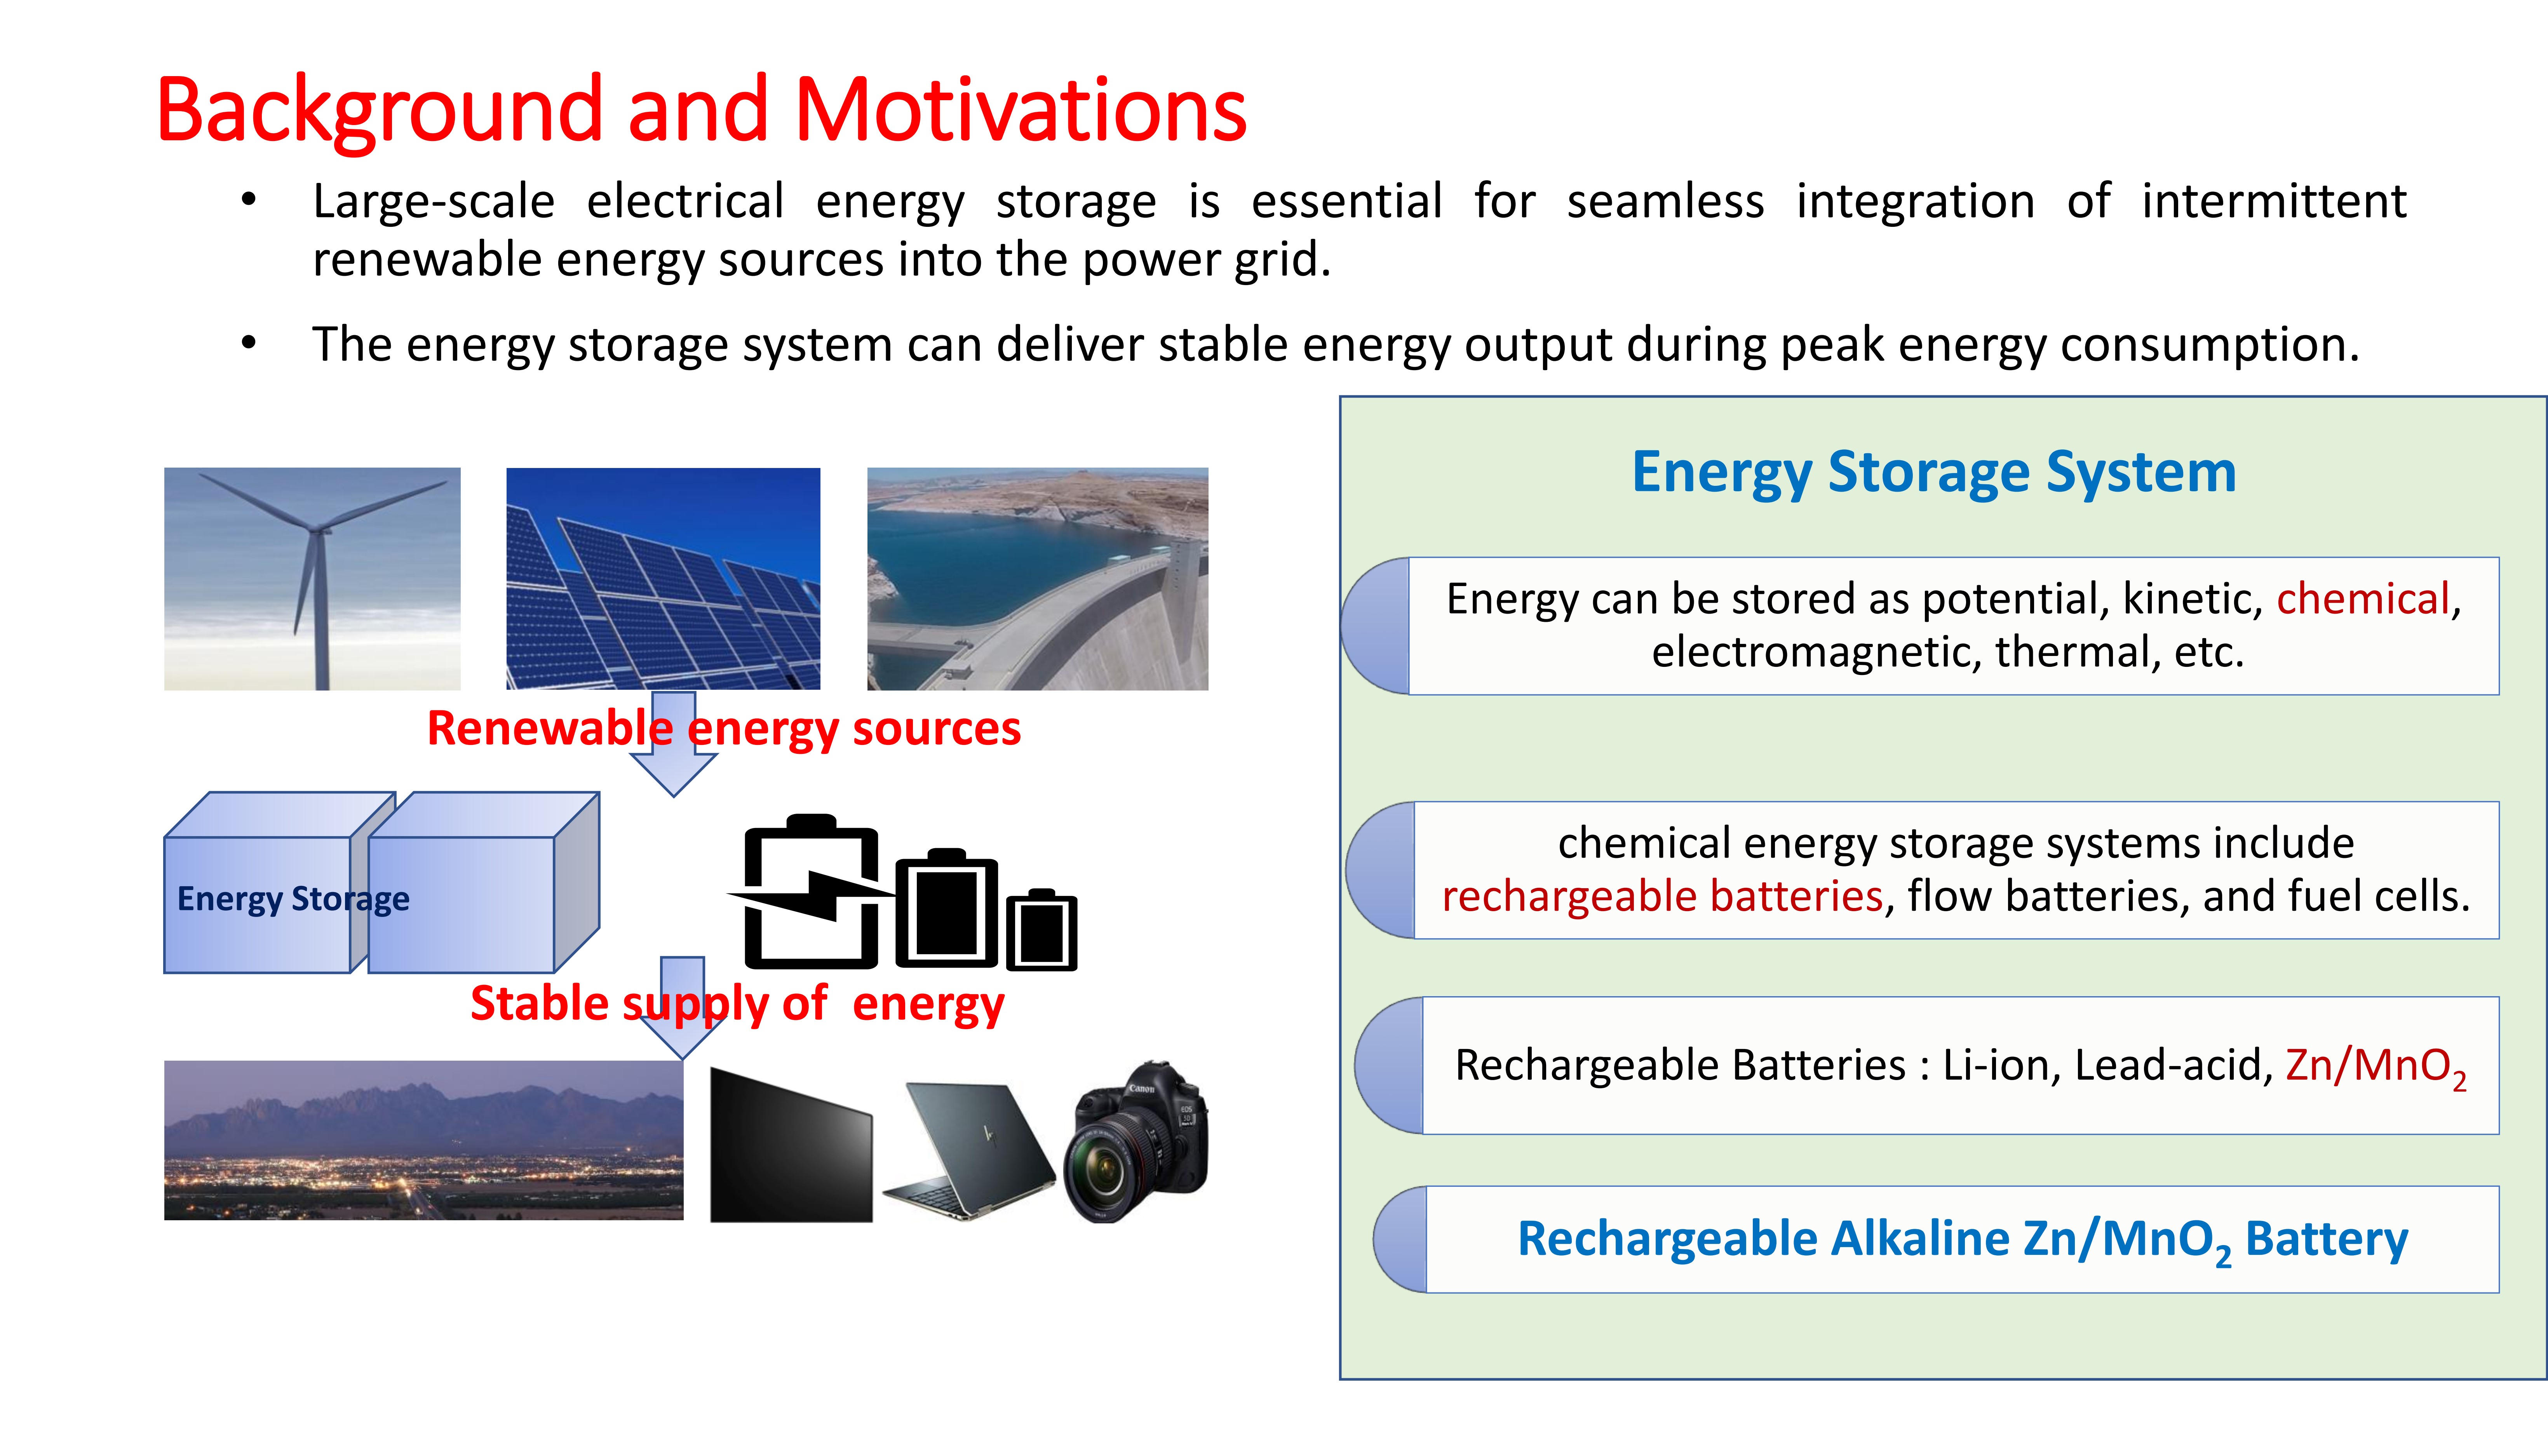 Background and Motivations
• Large-scale electrical energy storage is essential for seamless integration of intermittent
renewable energy sources into the power grid.
• The energy storage system can deliver stable energy output during peak energy consumption.
Renewable energy sources
Energy Storage
Stable supply of  energy
Canon
EOS
5D
Energy Storage System
Energy can be stored as potential, kinetic, chemical,
electromagnetic, thermal, etc.
chemical energy storage systems include
rechargeable batteries, flow batteries, and fuel cells.
Rechargeable Batteries : Li-ion, Lead-acid, Zn/MnO₂
Rechargeable Alkaline Zn/MnO₂ Battery